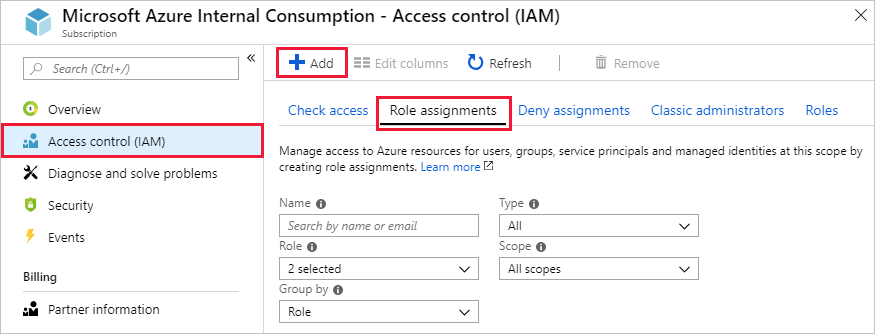 Microsoft Azure Internal Consumption - Access control (IAM)
Subscription
Search (Ctrl+/)
Overview
Access control (IAM)
Diagnose and solve problems
Security
Events
Billing
Partner information
Add
Edit columns
Refresh
Remove
Check access
Role assignments
Deny assignments
Classic administrators
Roles
Manage access to Azure resources for users, groups, service principals and managed identities at this scope by
creating role assignments. Learn more
Name
Search by name or email
Type
All
Role
2 selected
Scope
All scopes
Group by
Role